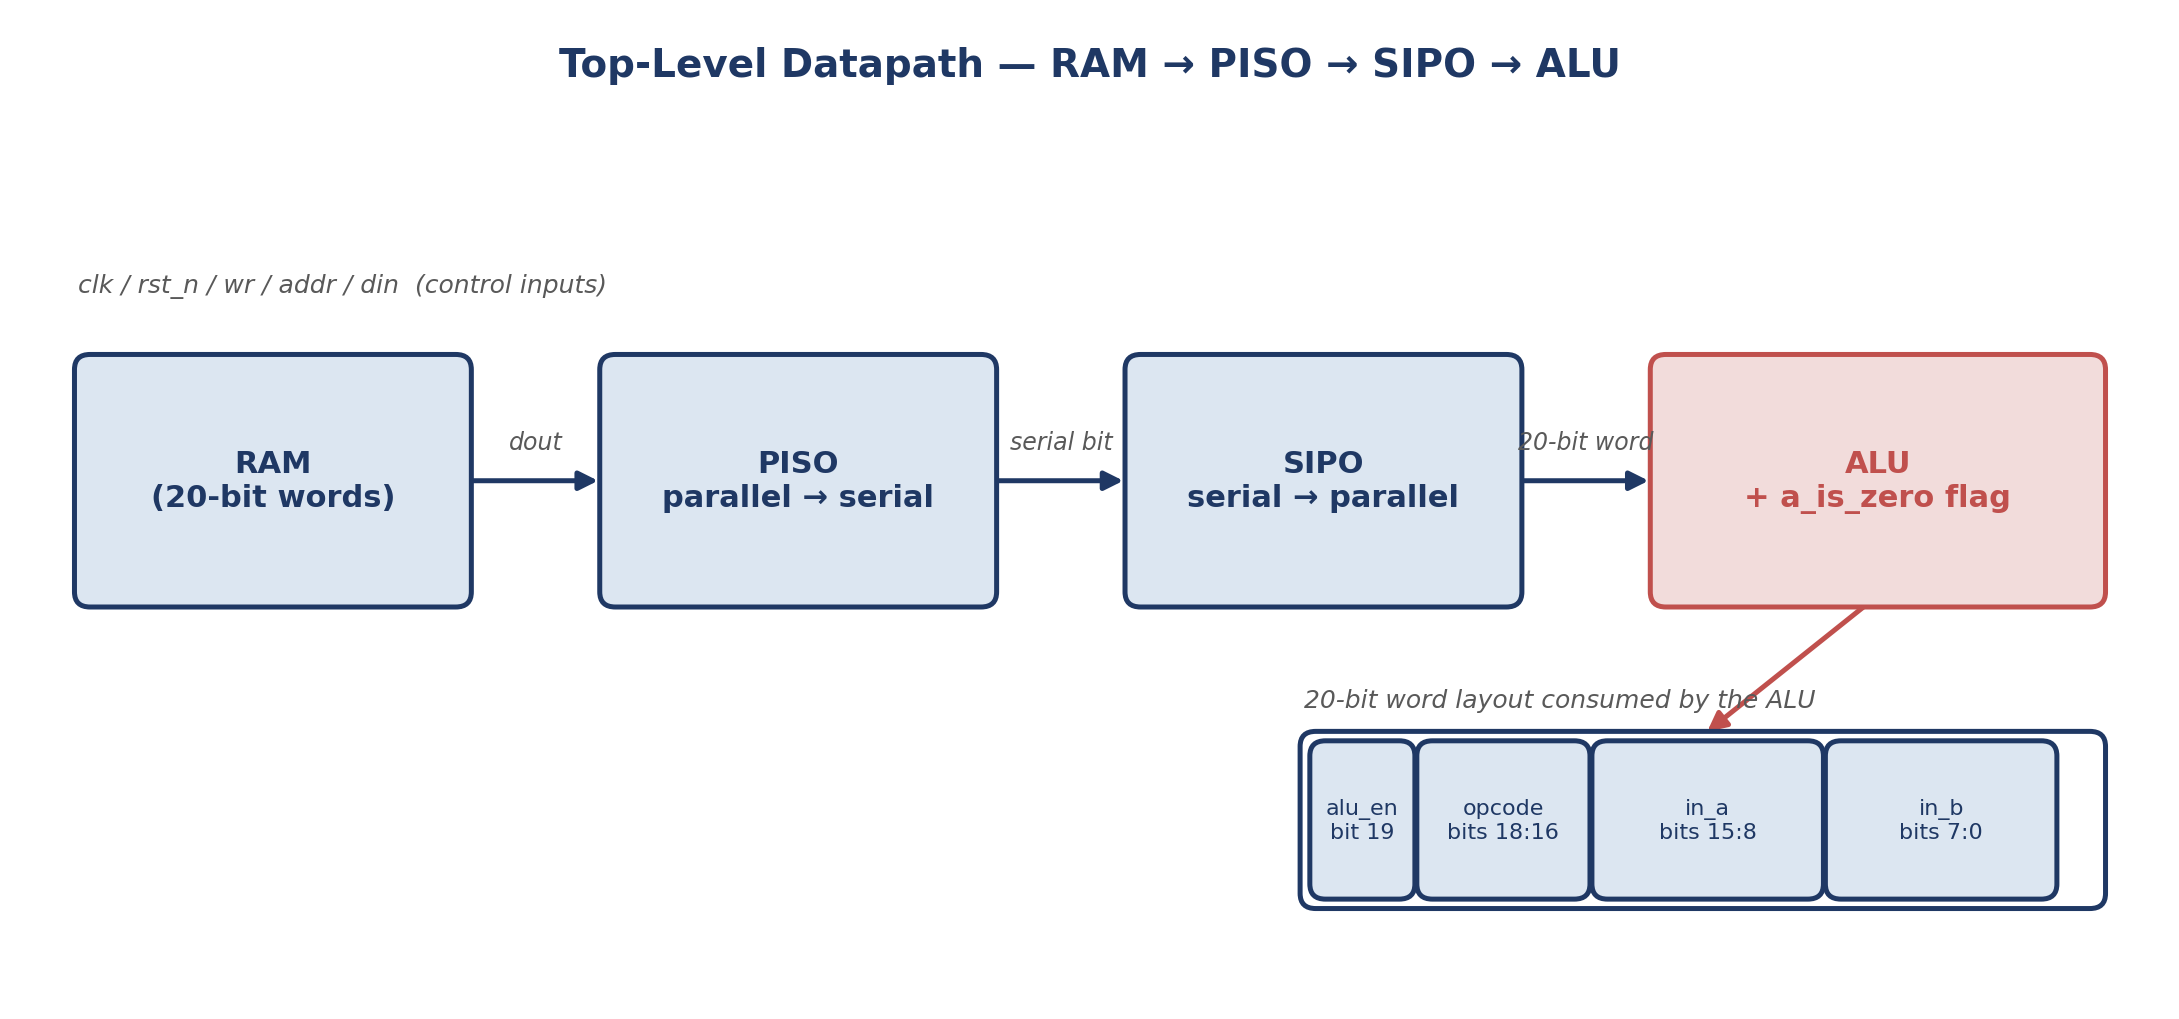 Top-Level Datapath — RAM → PISO → SIPO → ALU
clk / rst_n / wr / addr / din  (control inputs)
RAM
(20-bit words)
dout
PISO
parallel → serial
serial bit
SIPO
serial → parallel
20-bit word
ALU
+ a_is_zero flag
20-bit word layout consumed by the ALU
alu_en
bit 19
opcode
bits 18:16
in_a
bits 15:8
in_b
bits 7:0